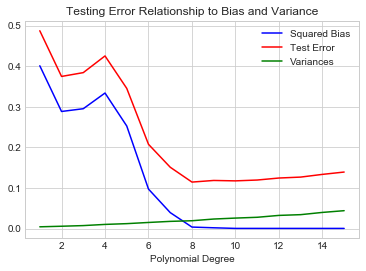 Testing Error Relationship to Bias and Variance
0.5
0.4
0.3
0.2
0.1
0.0
Squared Bias
Test Error
Variances
2 4 6 8 10 12 14
Polynomial Degree